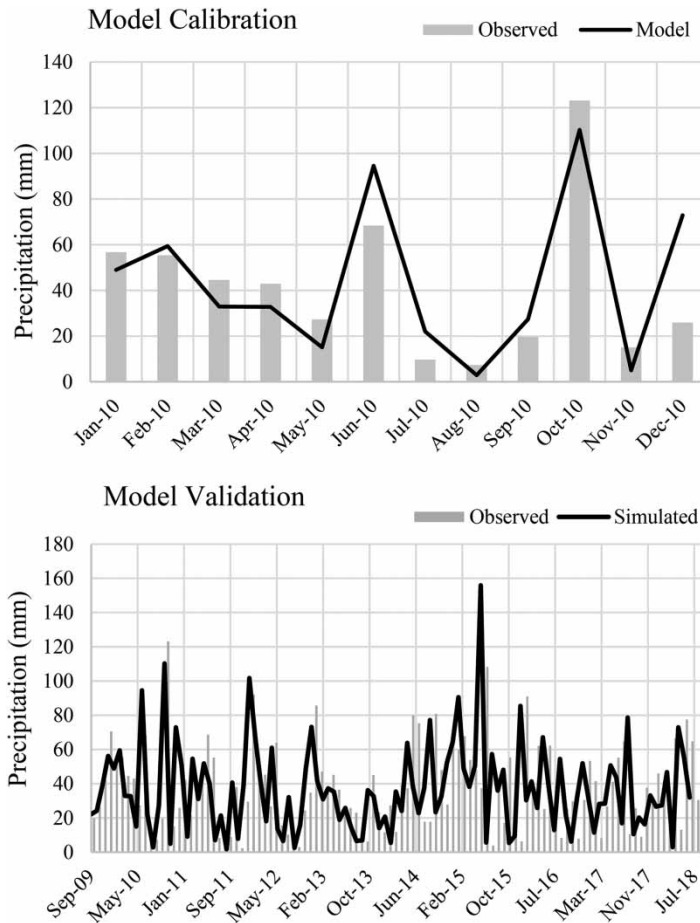 Model Calibration
Observed Model
Precipitation (mm)
140
120
100
80
60
40
20
0
Jan-10 Feb-10 Mar-10 Apr-10 May-10 Jun-10 Jul-10 Aug-10 Sep-10 Oct-10 Nov-10 Dec-10
Model Validation
Observed Simulated
Precipitation (mm)
180
160
140
120
100
80
60
40
20
0
Sep-09 May-10 Jan-11 Sep-11 May-12 Feb-13 Oct-13 Jun-14 Feb-15 Oct-15 Jul-16 Mar-17 Nov-17 Jul-18